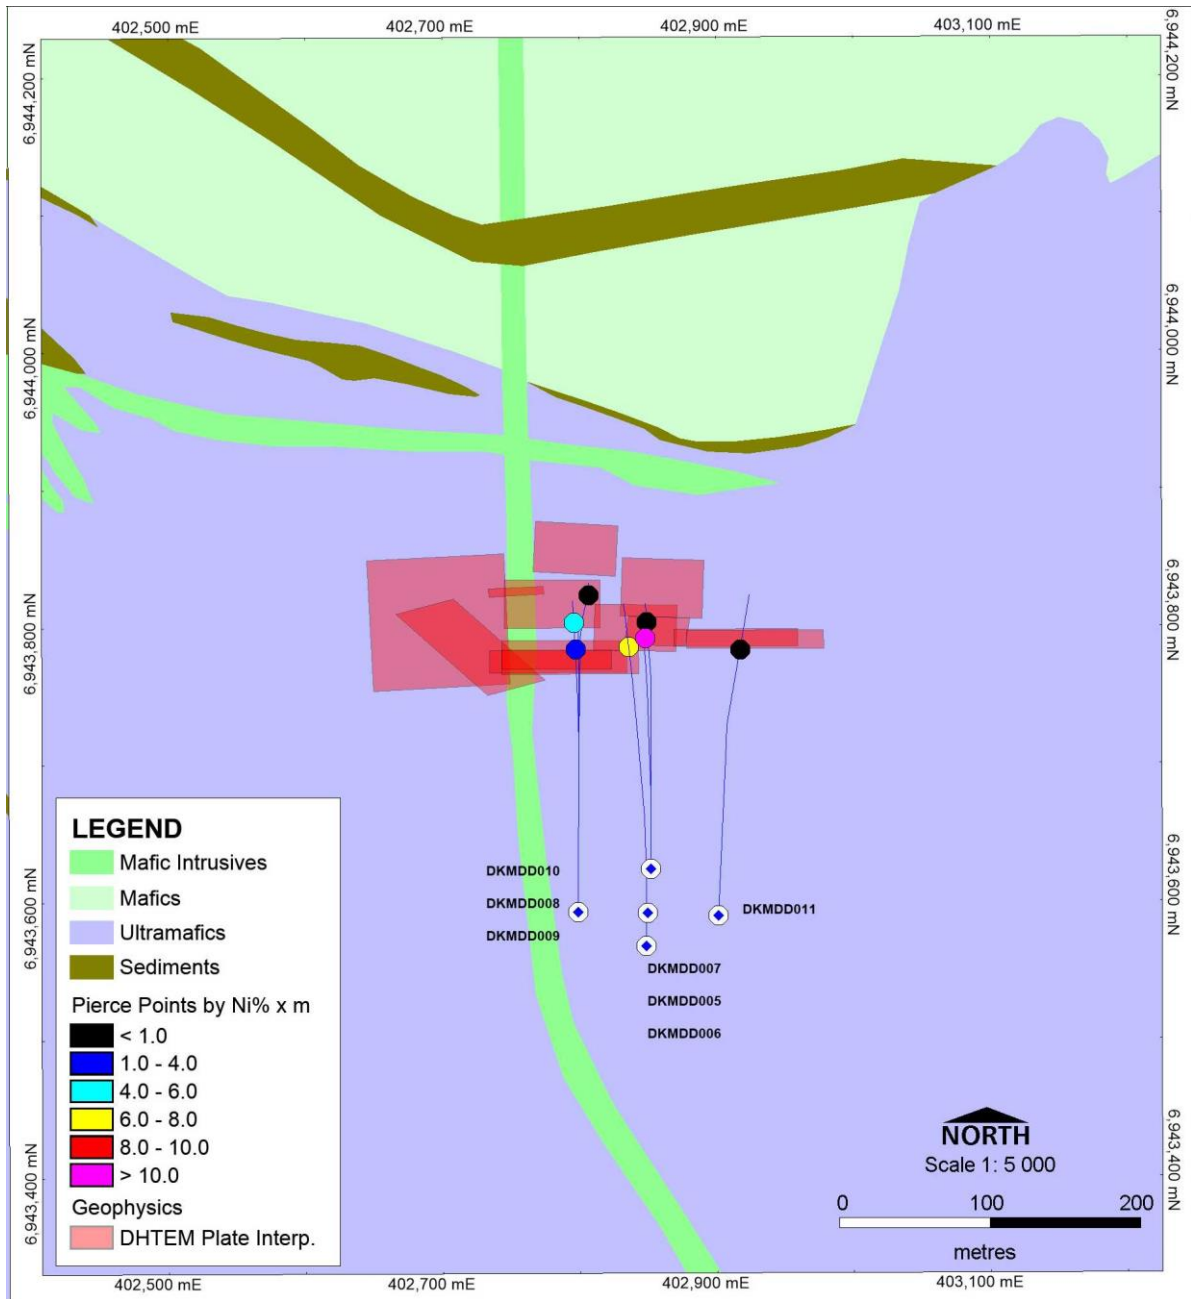 402,500 mE
402,700 mE
402,900 mE
403,100 mE
6,944,200 mN
6,944,200 mN
6,944,000 mN
6,944,000 mN
6,943,800 mN
6,943,800 mN
6,943,600 mN
6,943,600 mN
6,943,400 mN
6,943,400 mN
DKMDD010
DKMDD008
DKMDD009
DKMDD011
DKMDD007
DKMDD005
DKMDD006
LEGEND
Mafic Intrusives
Mafics
Ultramafics
Sediments
Pierce Points by Ni% x m
< 1.0
1.0 - 4.0
4.0 - 6.0
6.0 - 8.0
8.0 - 10.0
> 10.0
Geophysics
DHTEM Plate Interp.
NORTH
Scale 1: 5 000
0 100 200
metres
402,500 mE
402,700 mE
402,900 mE
403,100 mE